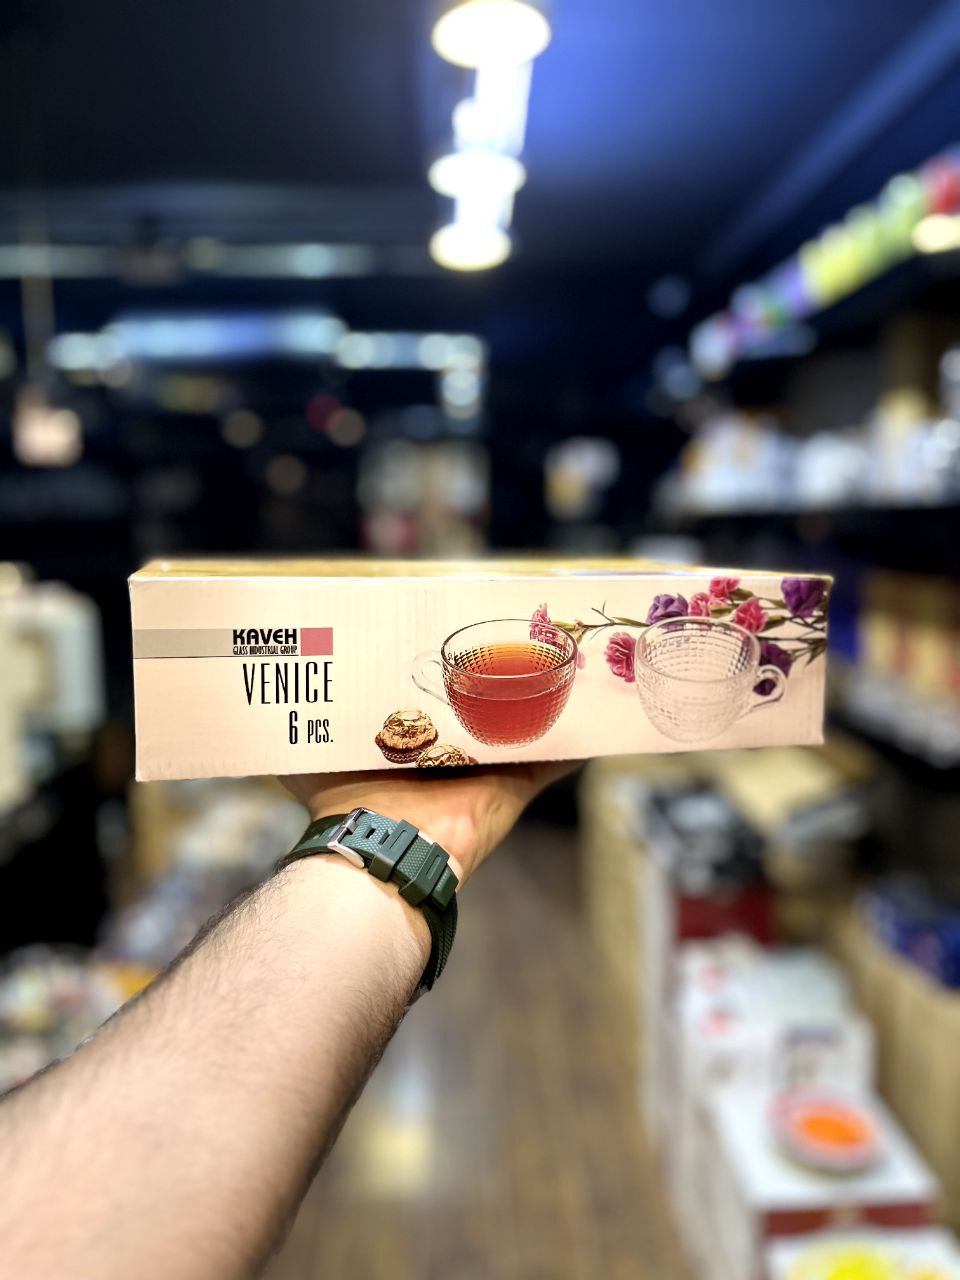 KAVEH
GLASS INDUSTRIAL GROUP
VENICE
6 PCS.